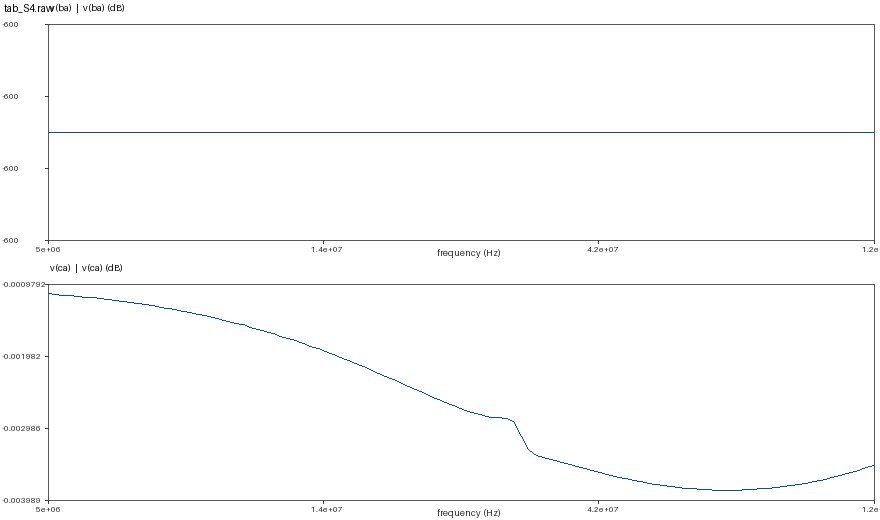 tab_S4.raw v(ba) | v(ba) (dB)
-600
-600
-600
-600
5e+06 1.4e+07 4.2e+07 1.2e
frequency (Hz)
v(ca) | v(ca) (dB)
-0.0009792
-0.001982
-0.002986
-0.003989
5e+06 1.4e+07 4.2e+07 1.2e
frequency (Hz)